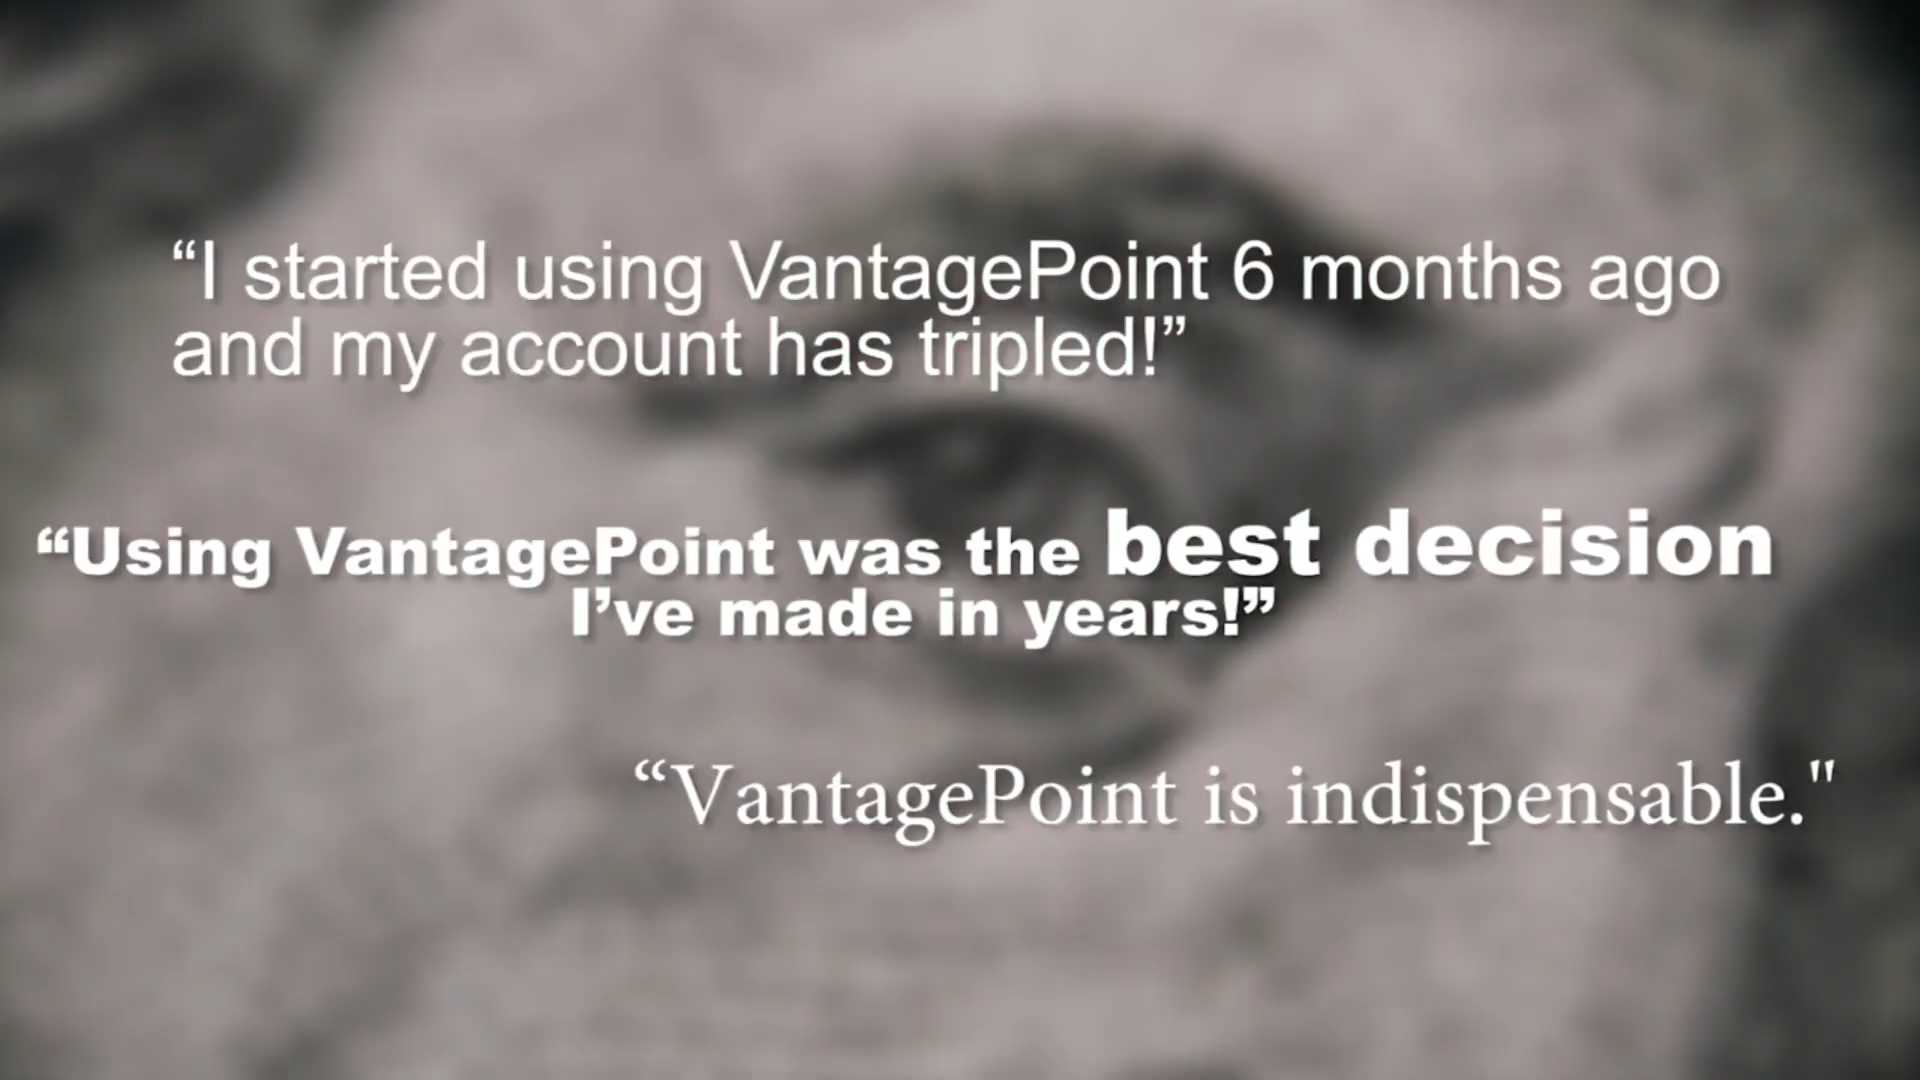 “I started using VantagePoint 6 months ago
and my account has tripled!”
“Using VantagePoint was the best decision
I’ve made in years!”
“VantagePoint is indispensable."